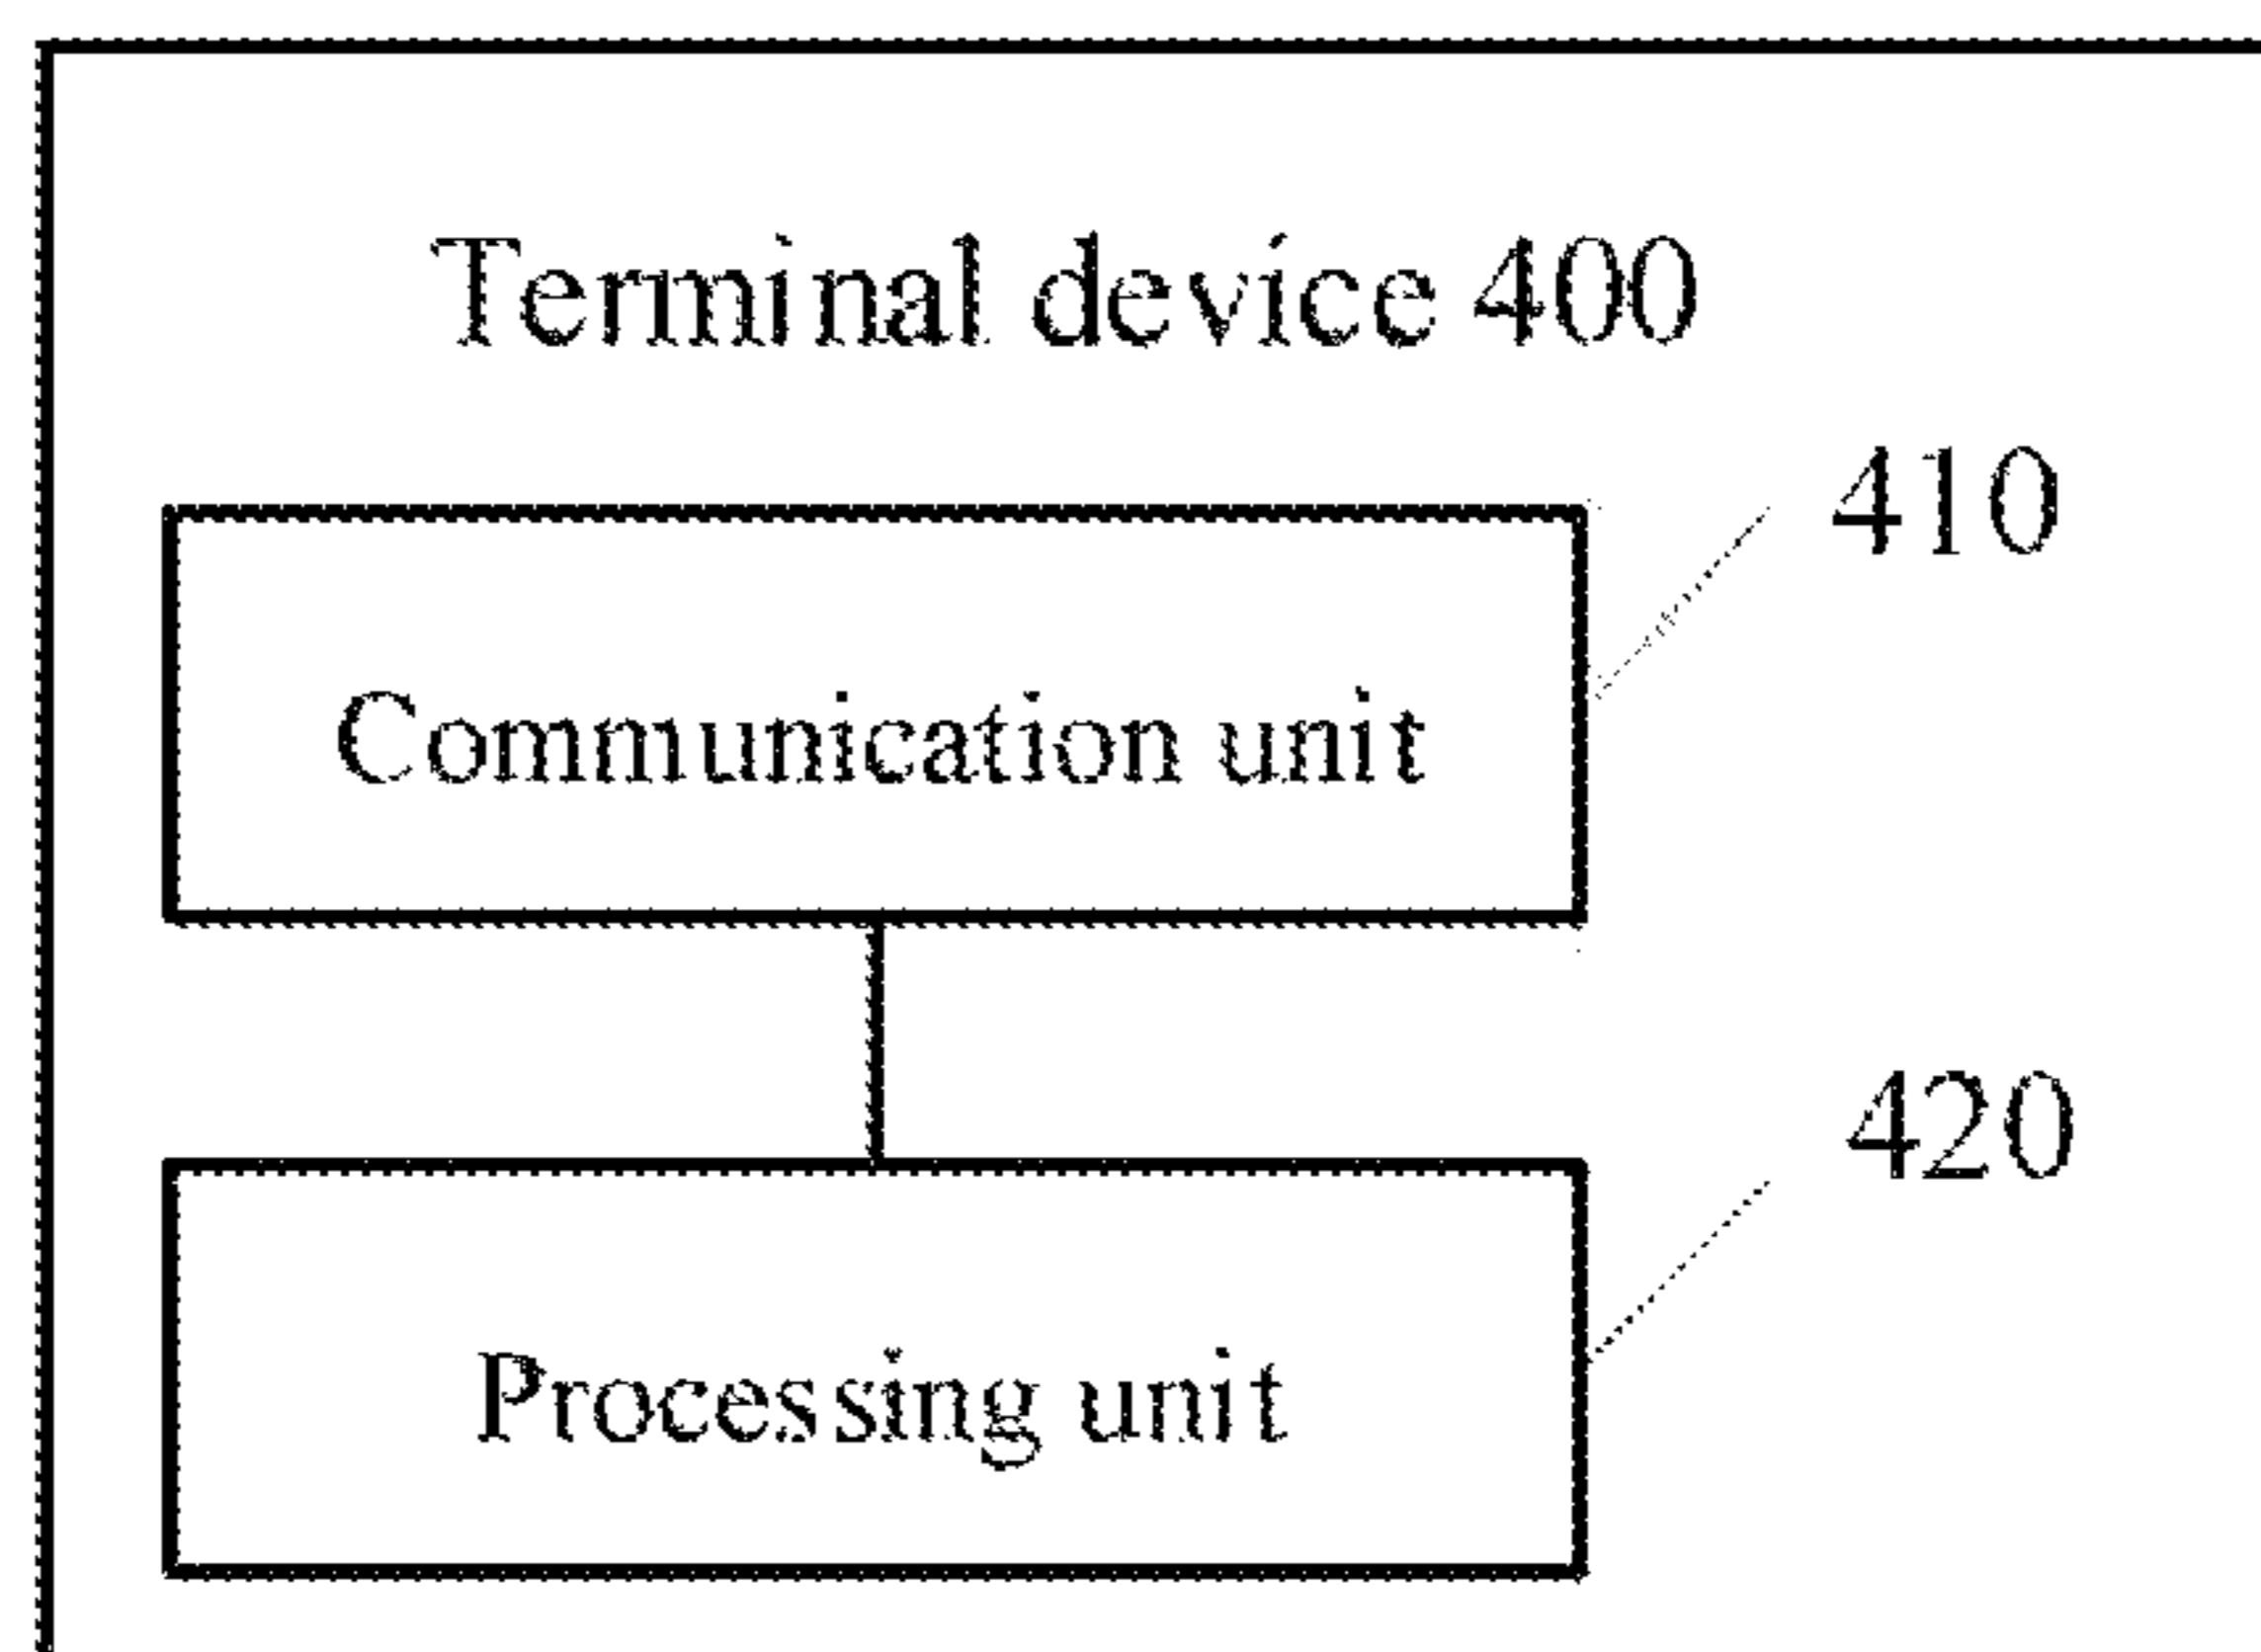 Terminal device 400
410
Communication unit
420
Processing unit